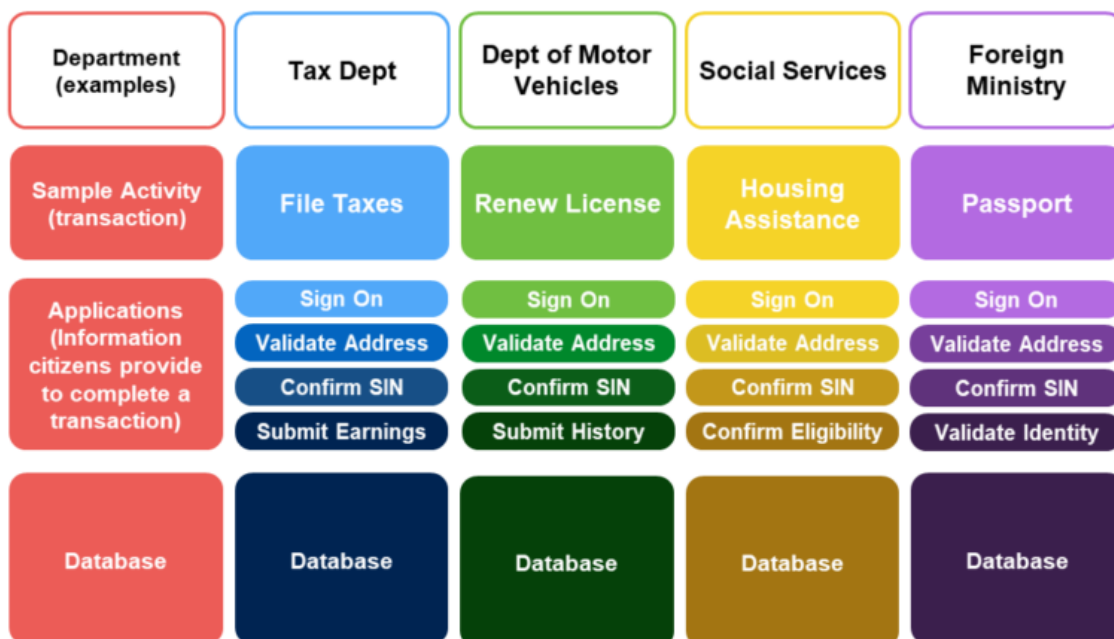 Department
(examples)
Tax Dept
Dept of Motor
Vehicles
Social Services
Foreign
Ministry
Sample Activity
(transaction)
File Taxes
Renew License
Housing
Assistance
Passport
Applications
(Information
citizens provide
to complete a
transaction)
Sign On
Sign On
Sign On
Sign On
Validate Address
Validate Address
Validate Address
Validate Address
Confirm SIN
Confirm SIN
Confirm SIN
Confirm SIN
Submit Earnings
Submit History
Confirm Eligibility
Validate Identity
Database
Database
Database
Database
Database